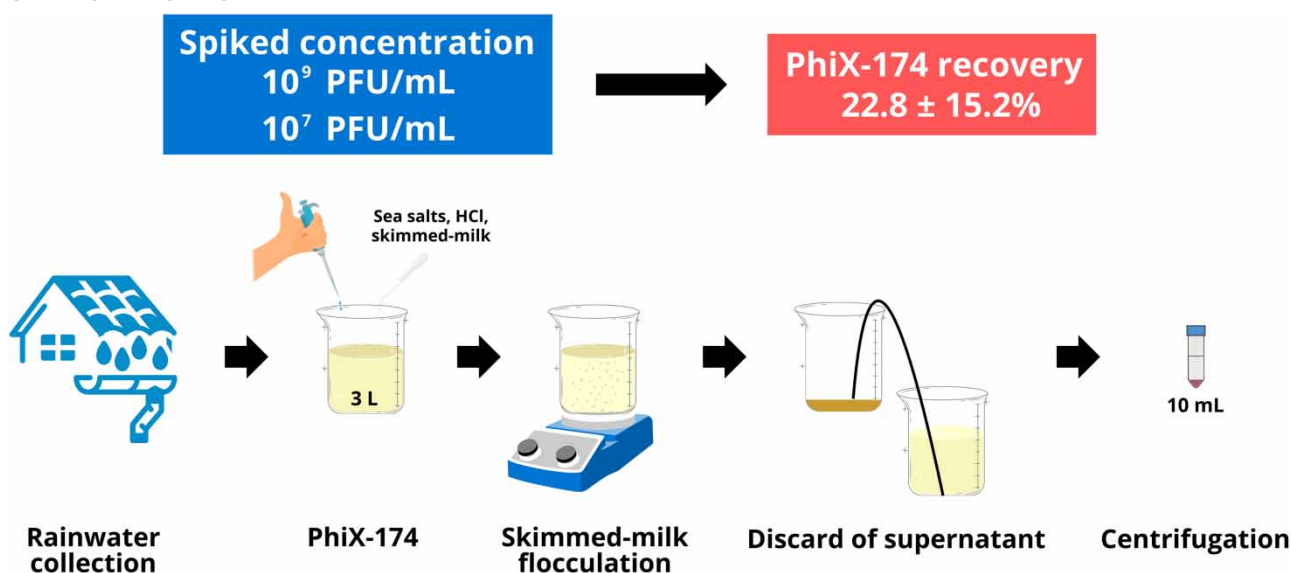 Spiked concentration
10⁹ PFU/mL
10⁷ PFU/mL
PhiX-174 recovery
22.8 ± 15.2%
Sea salts, HCl,
skimmed-milk
3 L
10 mL
Rainwater
collection
PhiX-174
Skimmed-milk
flocculation
Discard of supernatant
Centrifugation